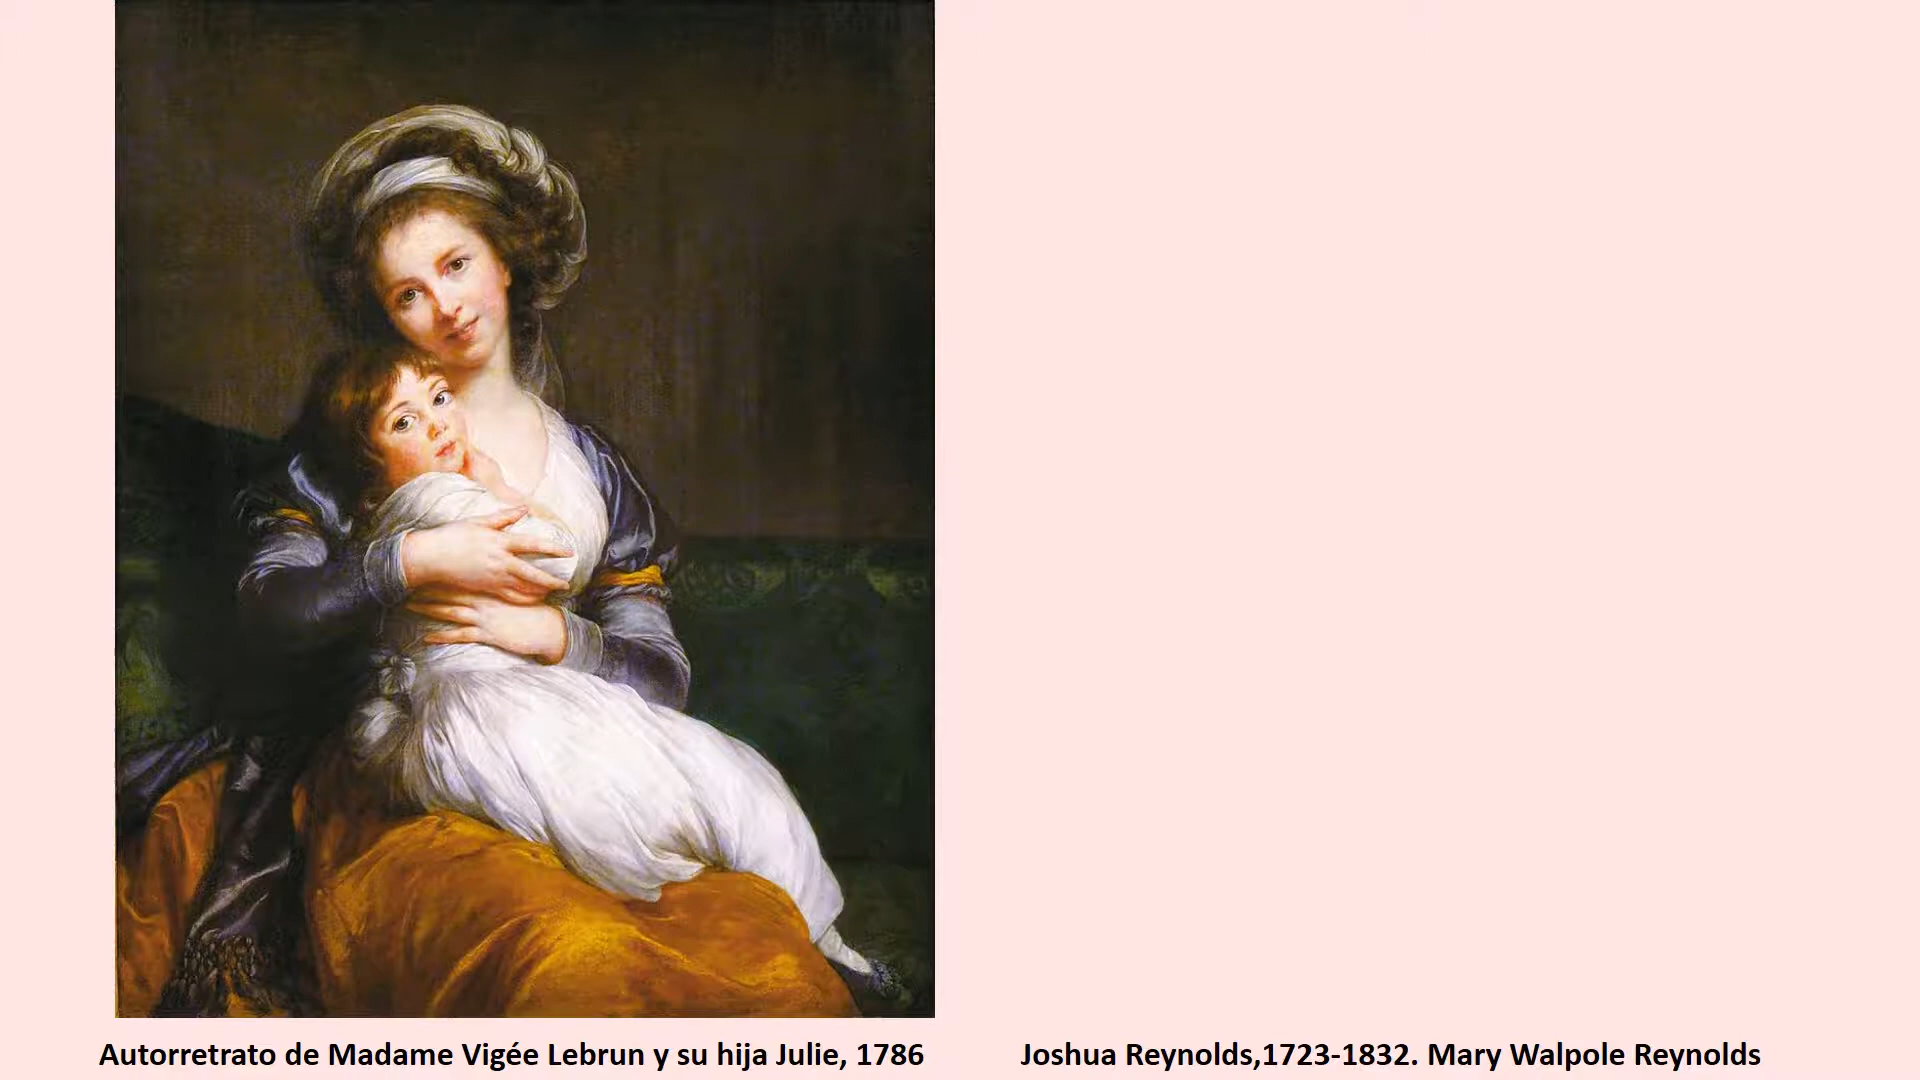 Autorretrato de Madame Vigée Lebrun y su hija Julie, 1786
Joshua Reynolds,1723-1832. Mary Walpole Reynolds